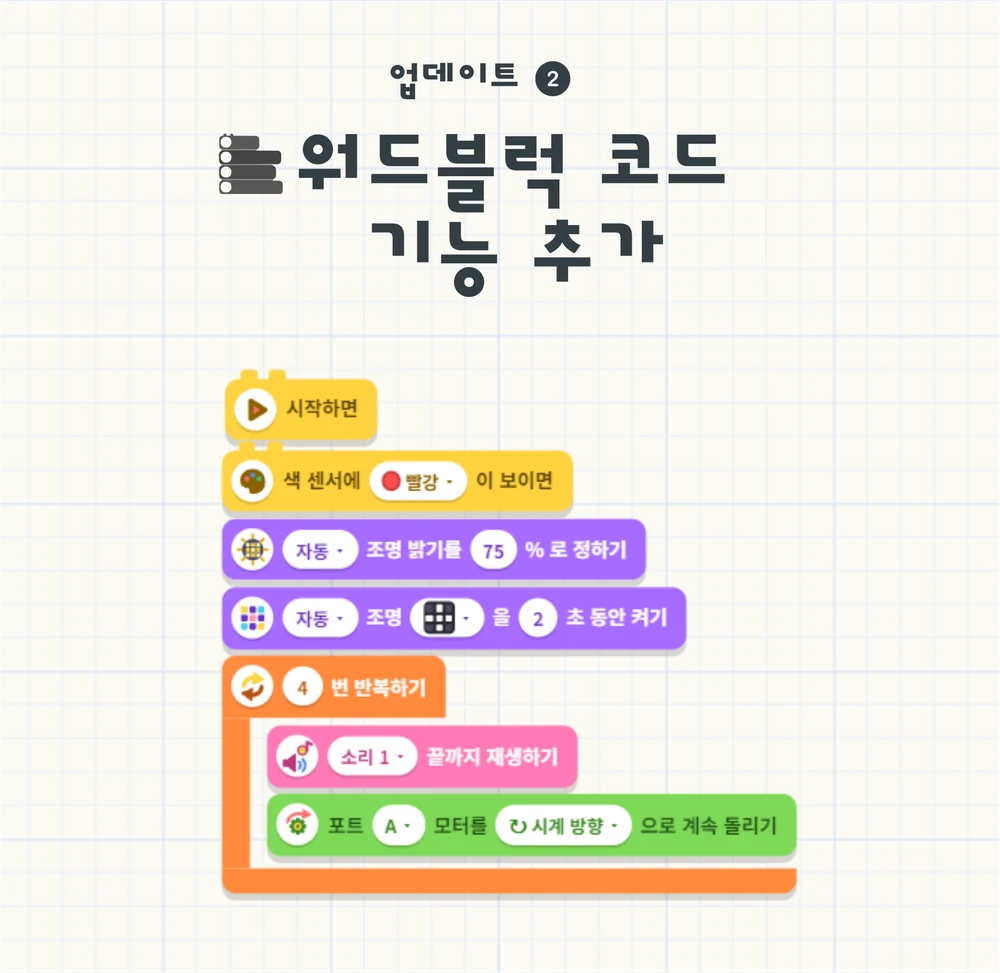 업데이트 2
워드블럭 코드
기능 추가
시작하면
색 센서에 빨강 이 보이면
자동 조명 밝기를 75 % 로 정하기
자동 조명 을 2 초 동안 켜기
4 번 반복하기
소리 1 끝까지 재생하기
포트 A 모터를 시계 방향 으로 계속 돌리기